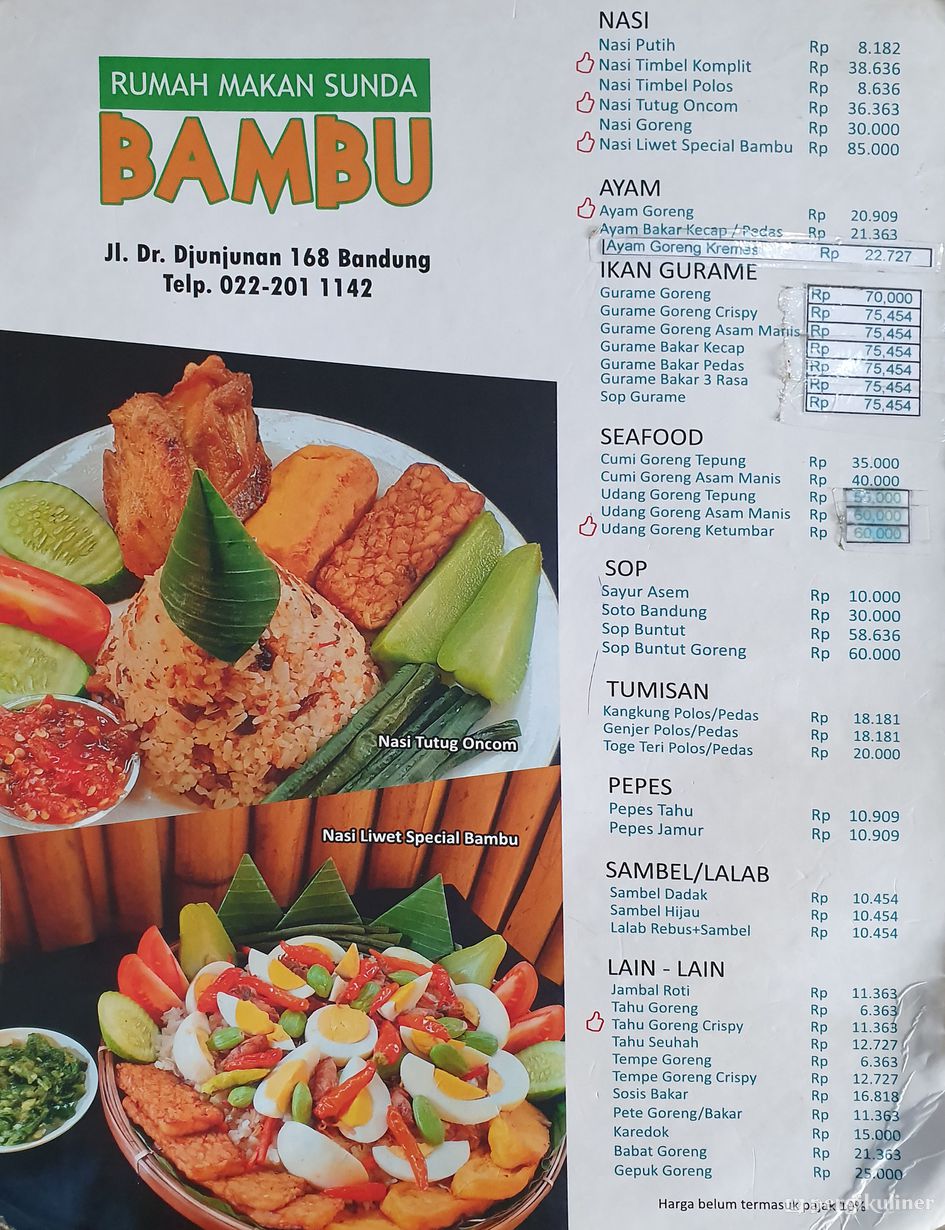 RUMAH MAKAN SUNDA
BAMBU
Jl. Dr. Djunjunan 168 Bandung
Telp. 022-201 1142
Nasi Tutug Oncom
Nasi Liwet Special Bambu
NASI
Nasi Putih Rp 8.182
Nasi Timbel Komplit Rp 38.636
Nasi Timbel Polos Rp 8.636
Nasi Tutug Oncom Rp 36.363
Nasi Goreng Rp 30.000
Nasi Liwet Special Bambu Rp 85.000
AYAM
Ayam Goreng Rp 20.909
Ayam Bakar Kecap / Pedas Rp 21.363
Ayam Goreng Kremes Rp 22.727
IKAN GURAME
Gurame Goreng Rp 70,000
Gurame Goreng Crispy Rp 75,454
Gurame Goreng Asam Manis Rp 75,454
Gurame Bakar Kecap Rp 75,454
Gurame Bakar Pedas Rp 75,454
Gurame Bakar 3 Rasa Rp 75,454
Sop Gurame Rp 75,454
SEAFOOD
Cumi Goreng Tepung Rp 35.000
Cumi Goreng Asam Manis Rp 40.000
Udang Goreng Tepung Rp
Udang Goreng Asam Manis Rp 60,000
Udang Goreng Ketumbar Rp 60,000
SOP
Sayur Asem Rp 10.000
Soto Bandung Rp 30.000
Sop Buntut Rp 58.636
Sop Buntut Goreng Rp 60.000
TUMISAN
Kangkung Polos/Pedas Rp 18.181
Genjer Polos/Pedas Rp 18.181
Toge Teri Polos/Pedas Rp 20.000
PEPES
Pepes Tahu Rp 10.909
Pepes Jamur Rp 10.909
SAMBEL/LALAB
Sambel Dadak Rp 10.454
Sambel Hijau Rp 10.454
Lalab Rebus+Sambel Rp 10.454
LAIN - LAIN
Jambal Roti Rp 11.363
Tahu Goreng Rp 6.363
Tahu Goreng Crispy Rp 11.363
Tahu Seuhah Rp 12.727
Tempe Goreng Rp 6.363
Tempe Goreng Crispy Rp 12.727
Sosis Bakar Rp 16.818
Pete Goreng/Bakar Rp 11.363
Karedok Rp 15.000
Babat Goreng Rp 21.363
Gepuk Goreng Rp 25.000
Harga belum termasuk pajak 10%